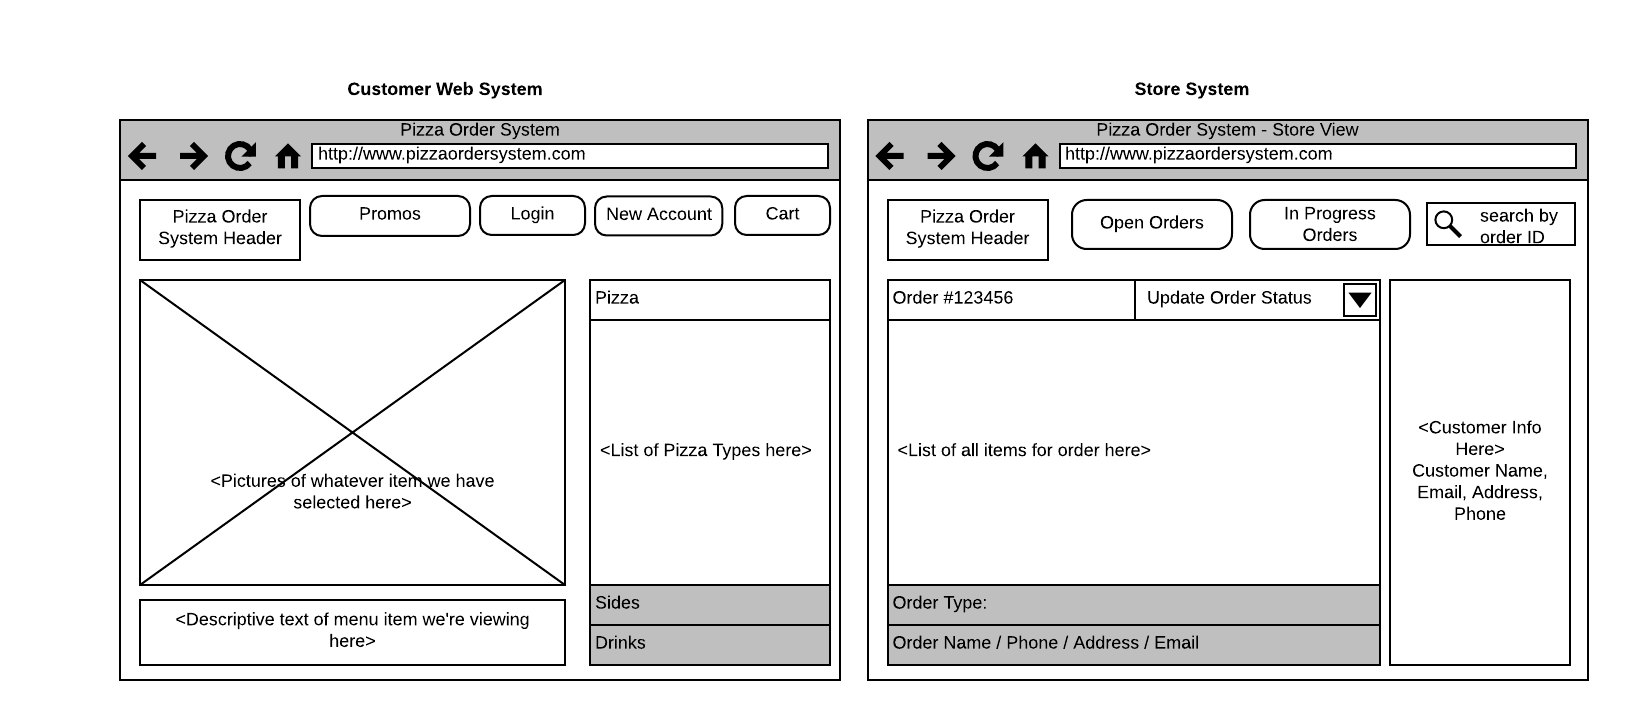 Customer Web System
Pizza Order System
http://www.pizzaordersystem.com
Pizza Order
System Header
Promos
Login
New Account
Cart
<Pictures of whatever item we have
selected here>
<Descriptive text of menu item we're viewing
here>
Pizza
<List of Pizza Types here>
Sides
Drinks
Store System
Pizza Order System - Store View
http://www.pizzaordersystem.com
Pizza Order
System Header
Open Orders
In Progress
Orders
search by
order ID
Order #123456
Update Order Status
<List of all items for order here>
Order Type:
Order Name / Phone / Address / Email
<Customer Info
Here>
Customer Name,
Email, Address,
Phone